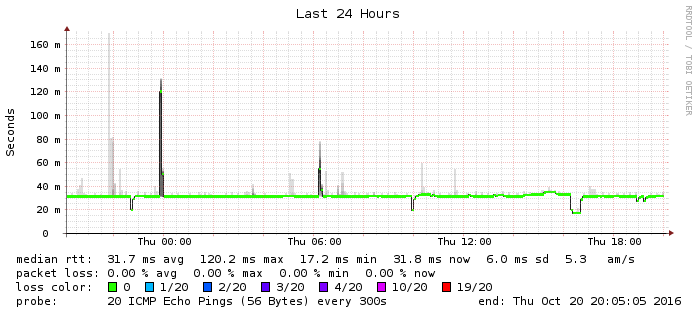 Last 24 Hours
RRDTOOL / TOBI OETIKER
Seconds
160 m
140 m
120 m
100 m
80 m
60 m
40 m
20 m
0
Thu 00:00 Thu 06:00 Thu 12:00 Thu 18:00
median rtt: 31.7 ms avg 120.2 ms max 17.2 ms min 31.8 ms now 6.0 ms sd 5.3 am/s
packet loss: 0.00 % avg 0.00 % max 0.00 % min 0.00 % now
loss color: 0 1/20 2/20 3/20 4/20 10/20 19/20
probe: 20 ICMP Echo Pings (56 Bytes) every 300s end: Thu Oct 20 20:05:05 2016